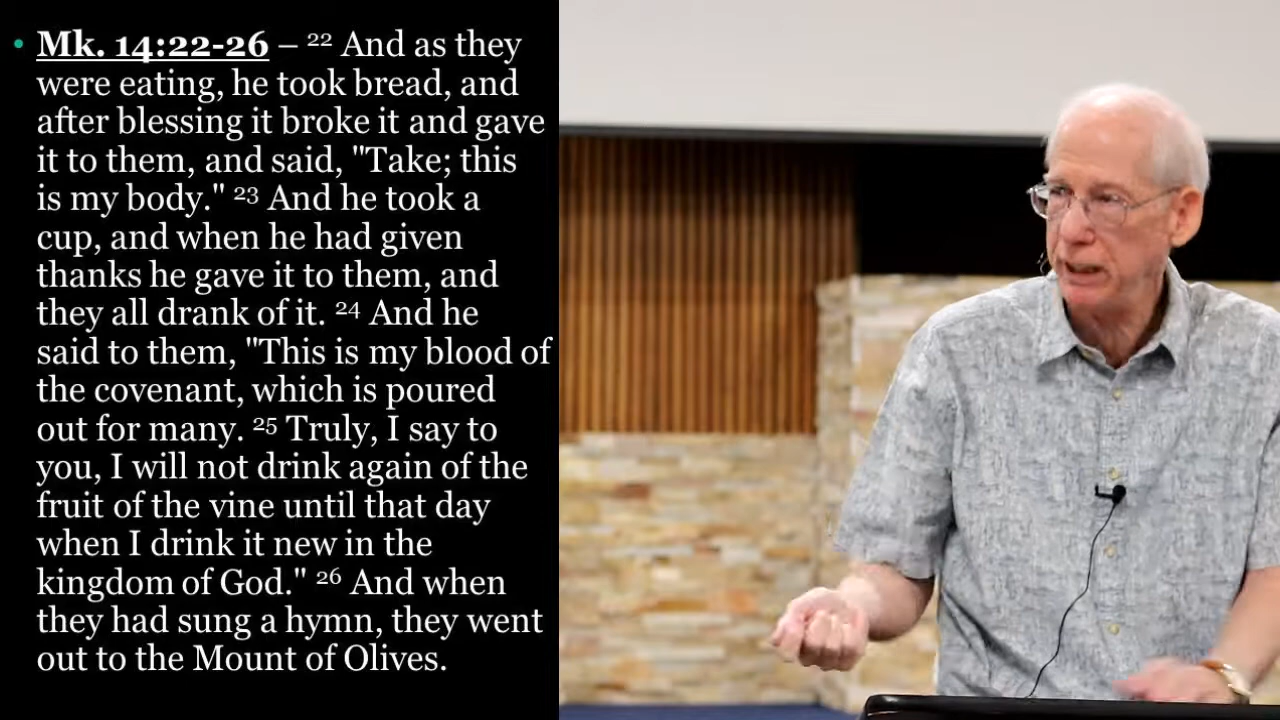 • Mk. 14:22-26 – 22 And as they
were eating, he took bread, and
after blessing it broke it and gave
it to them, and said, "Take; this
is my body." 23 And he took a
cup, and when he had given
thanks he gave it to them, and
they all drank of it. 24 And he
said to them, "This is my blood of
the covenant, which is poured
out for many. 25 Truly, I say to
you, I will not drink again of the
fruit of the vine until that day
when I drink it new in the
kingdom of God." 26 And when
they had sung a hymn, they went
out to the Mount of Olives.